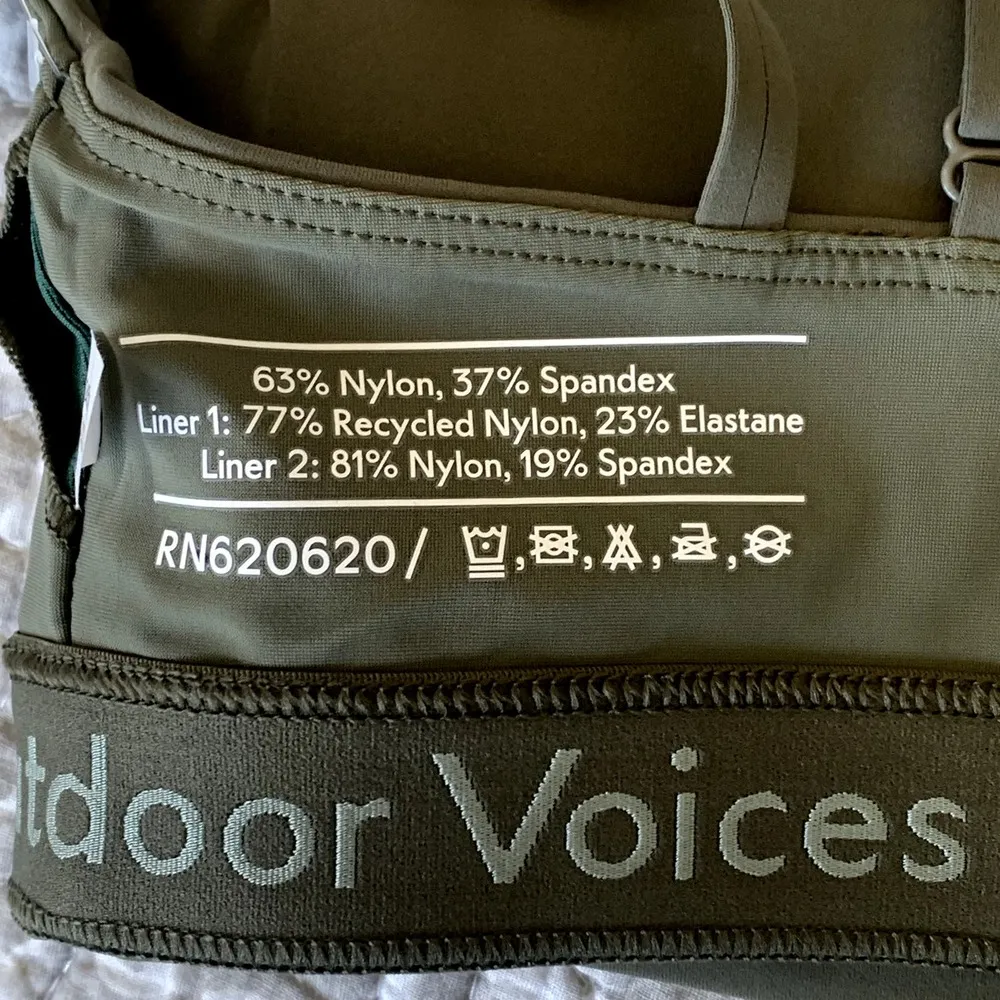 63% Nylon, 37% Spandex
Liner 1: 77% Recycled Nylon, 23% Elastane
Liner 2: 81% Nylon, 19% Spandex
RN620620/
tdoor Voices